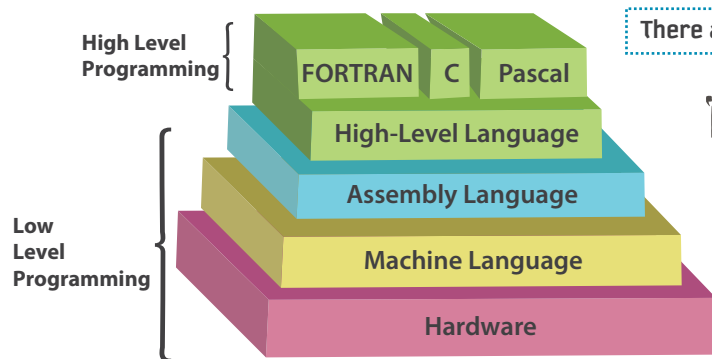 High Level
Programming
FORTRAN C Pascal
High-Level Language
Assembly Language
Low
Level
Programming
Machine Language
Hardware
There